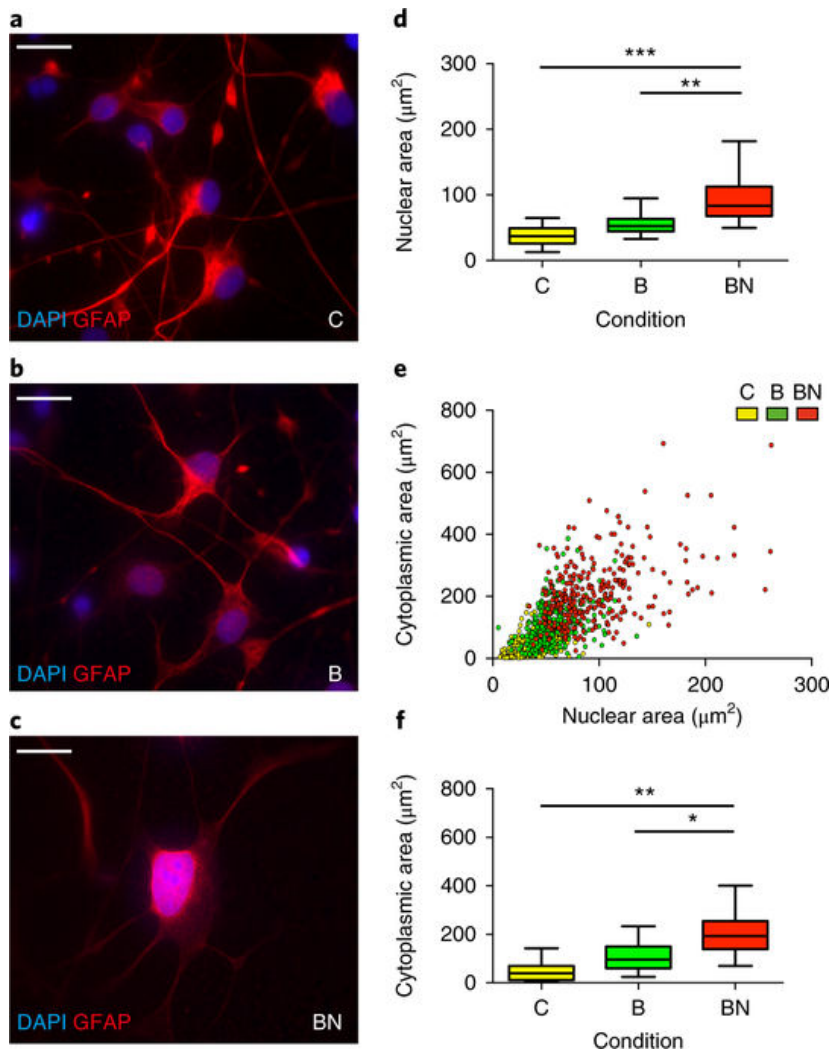 a
DAPI GFAP
C
b
DAPI GFAP
B
c
DAPI GFAP
BN
d
Nuclear area (μm²)
300
200
100
0
***
**
C
B
BN
Condition
e
C B BN
Cytoplasmic area (μm²)
800
600
400
200
0
0
100
200
300
Nuclear area (μm²)
f
Cytoplasmic area (μm²)
800
600
400
200
0
**
*
C
B
BN
Condition